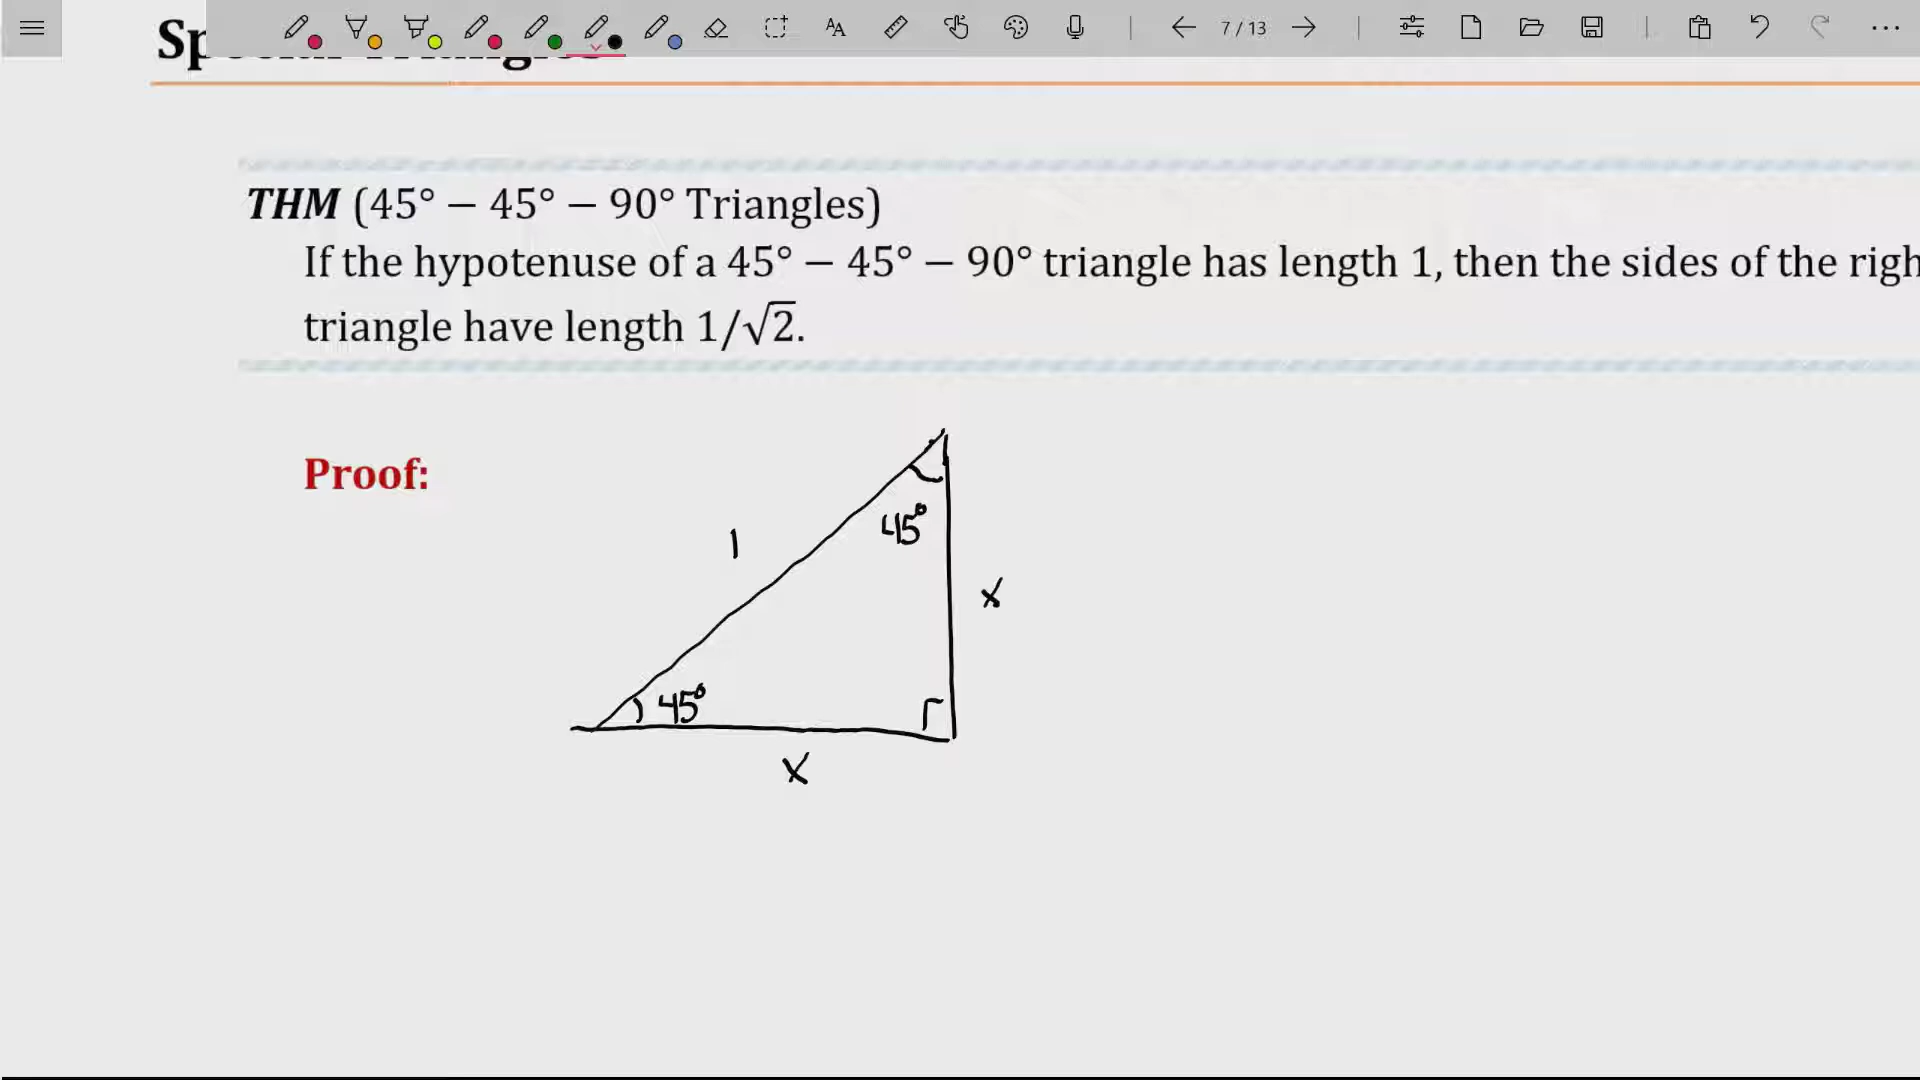 7 / 13
THM (45° − 45° − 90° Triangles)
If the hypotenuse of a 45° − 45° − 90° triangle has length 1, then the sides of the righ
triangle have length 1/√2.
Proof:
45°
1
x
45°
x